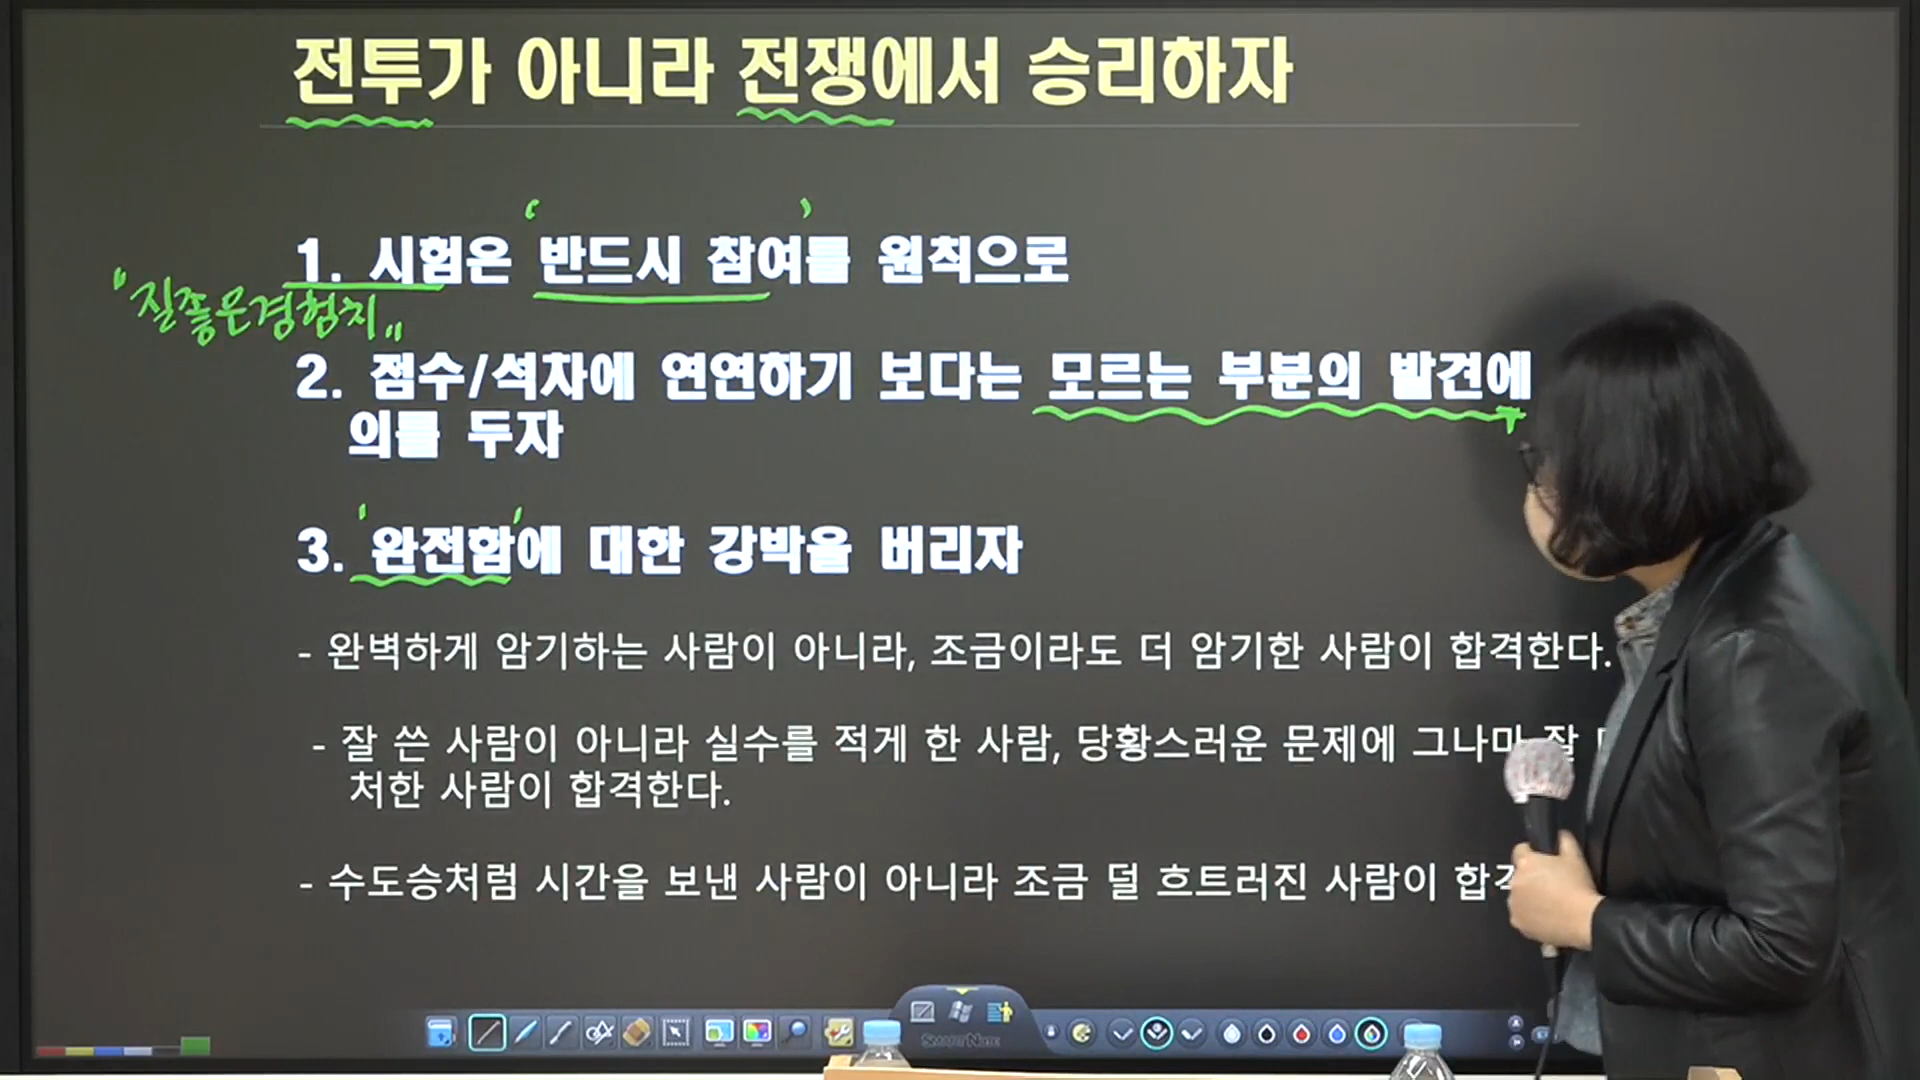 전투가 아니라 전쟁에서 승리하자
1. 시험은 '반드시 참여'를 원칙으로
"질좋은경험치"
2. 점수/석차에 연연하기 보다는 모르는 부분의 발견에
의를 두자
3. '완전함'에 대한 강박을 버리자
- 완벽하게 암기하는 사람이 아니라, 조금이라도 더 암기한 사람이 합격한다.
- 잘 쓴 사람이 아니라 실수를 적게 한 사람, 당황스러운 문제에 그나마 잘
처한 사람이 합격한다.
- 수도승처럼 시간을 보낸 사람이 아니라 조금 덜 흐트러진 사람이